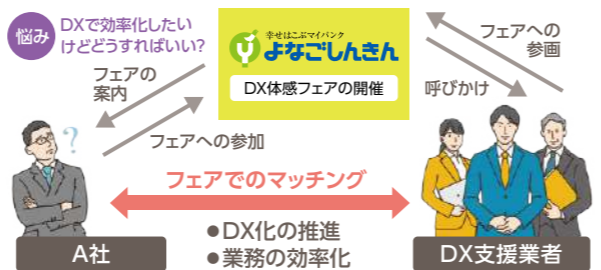 悩み
DXで効率化したい
けどどうすればいい?
幸せはこぶマイバンク
よなごしんきん
DX体感フェアの開催
フェアへの
参画
フェアの
案内
呼びかけ
フェアへの参加
?
フェアでのマッチング
●DX化の推進
●業務の効率化
A社
DX支援業者